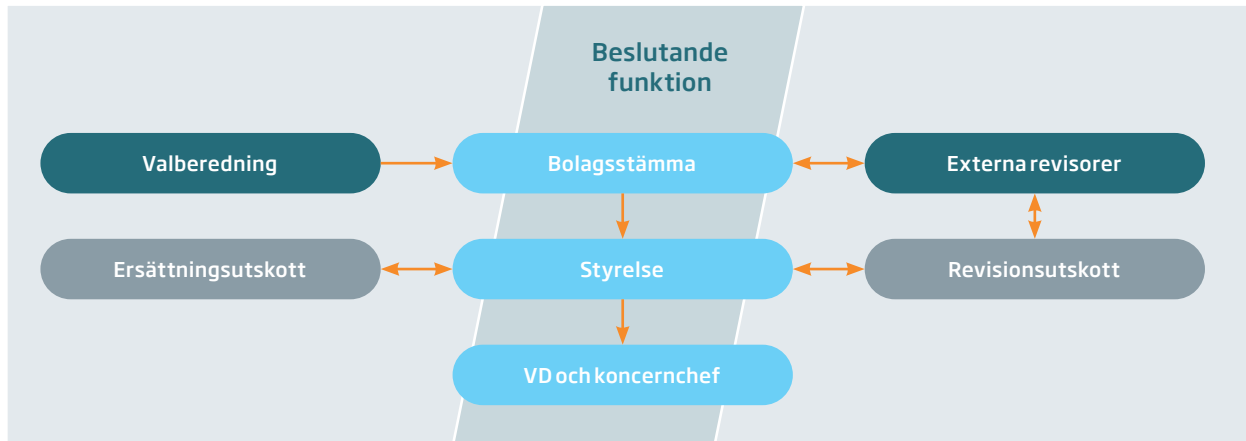 Beslutande
funktion
Valberedning
Bolagsstämma
Externa revisorer
Ersättningsutskott
Styrelse
Revisionsutskott
VD och koncernchef